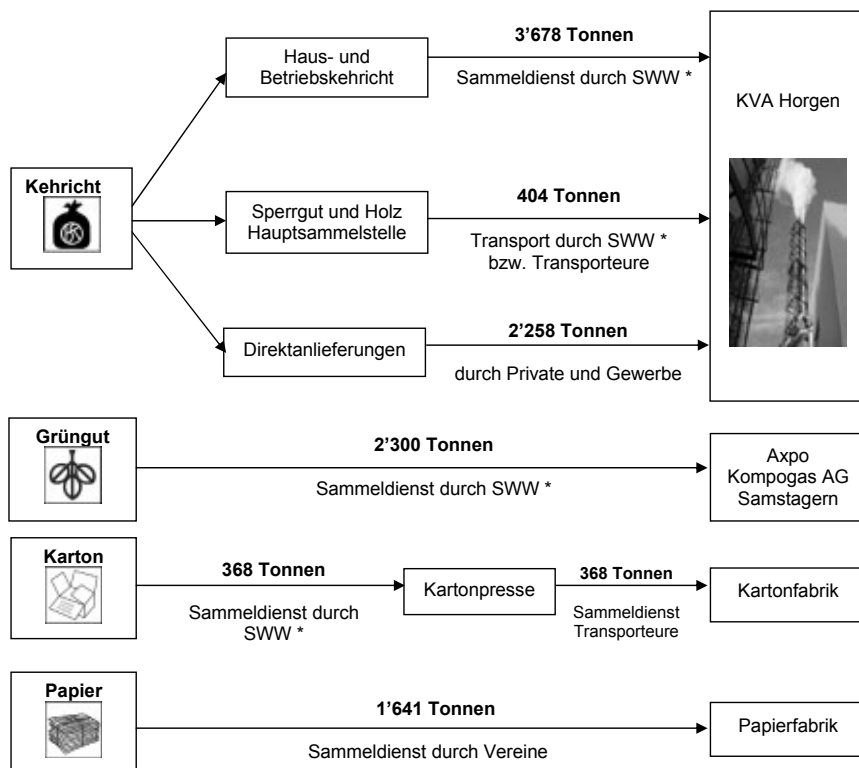 Kehricht
Haus- und
Betriebskehricht
3’678 Tonnen
Sammeldienst durch SWW *
KVA Horgen
Sperrgut und Holz
Hauptsammelstelle
404 Tonnen
Transport durch SWW *
bzw. Transporteure
Direktanlieferungen
2’258 Tonnen
durch Private und Gewerbe
Grüngut
2’300 Tonnen
Sammeldienst durch SWW *
Axpo
Kompogas AG
Samstagern
Karton
368 Tonnen
Sammeldienst durch
SWW *
Kartonpresse
368 Tonnen
Sammeldienst
Transporteure
Kartonfabrik
Papier
1’641 Tonnen
Sammeldienst durch Vereine
Papierfabrik